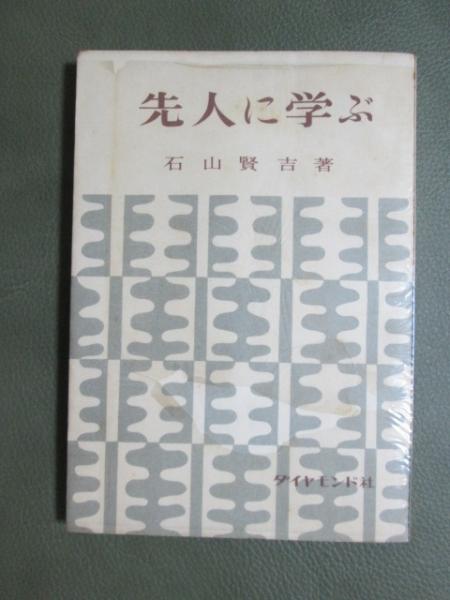 先人に学ぶ
石山賢吉著
ダイヤモンド社